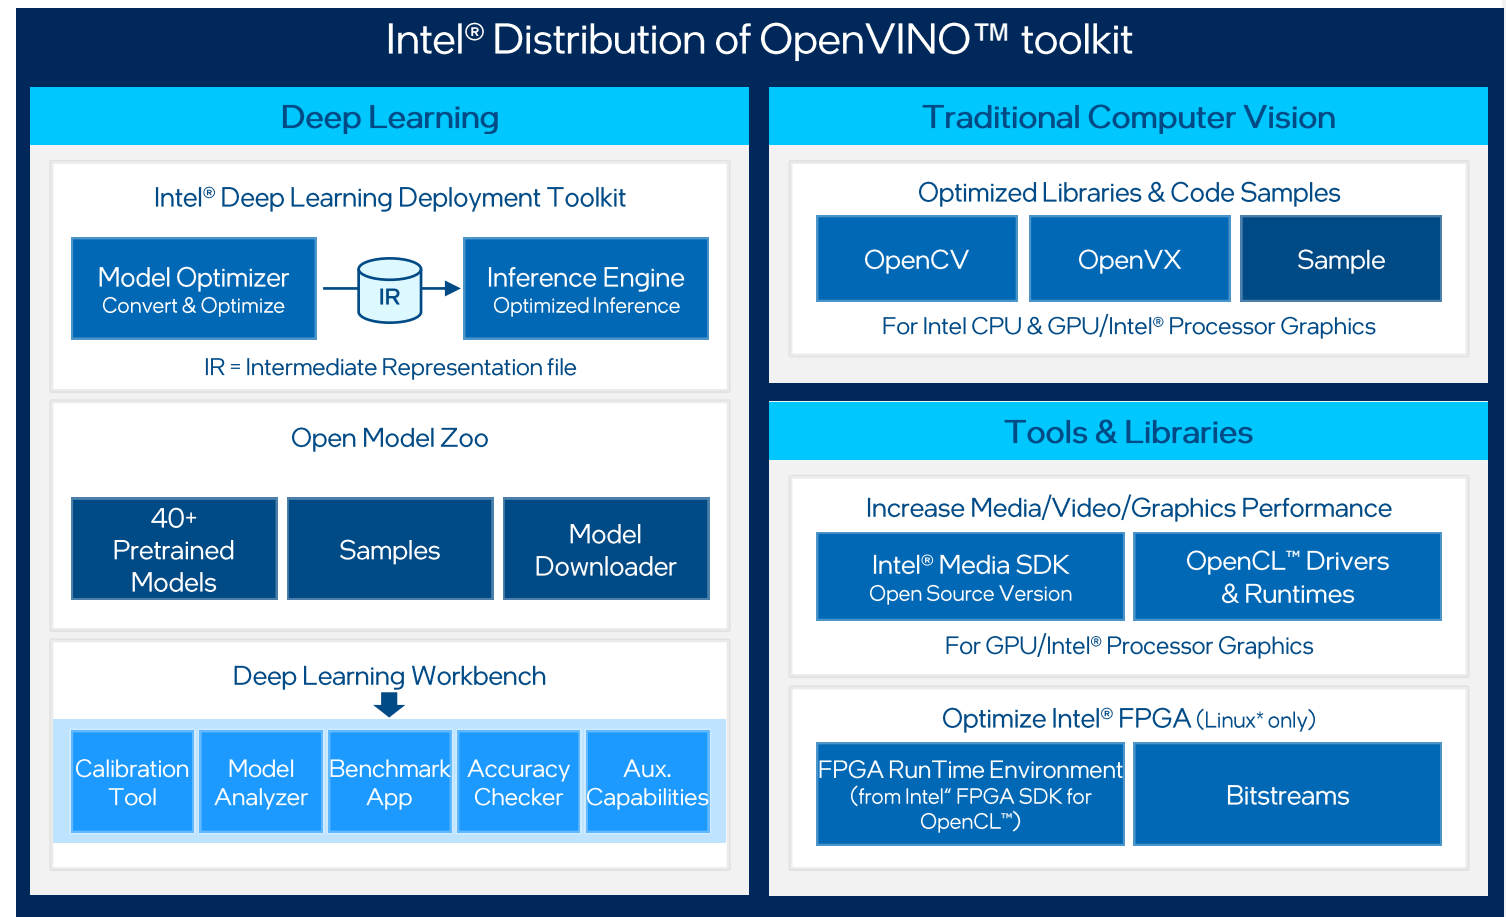 Intel® Distribution of OpenVINO™ toolkit
Deep Learning
Intel® Deep Learning Deployment Toolkit
Model Optimizer
Convert & Optimize
IR
Inference Engine
Optimized Inference
IR = Intermediate Representation file
Open Model Zoo
40+
Pretrained
Models
Samples
Model
Downloader
Deep Learning Workbench
Calibration
Tool
Model
Analyzer
Benchmark
App
Accuracy
Checker
Aux.
Capabilities
Traditional Computer Vision
Optimized Libraries & Code Samples
OpenCV
OpenVX
Sample
For Intel CPU & GPU/Intel® Processor Graphics
Tools & Libraries
Increase Media/Video/Graphics Performance
Intel® Media SDK
Open Source Version
OpenCL™ Drivers
& Runtimes
For GPU/Intel® Processor Graphics
Optimize Intel® FPGA (Linux* only)
FPGA RunTime Environment
(from Intel“ FPGA SDK for
OpenCL™)
Bitstreams